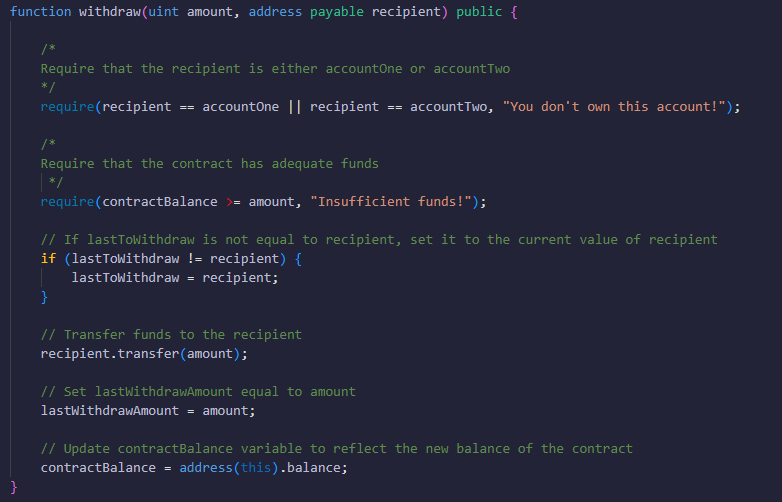 function withdraw(uint amount, address payable recipient) public {
/*
Require that the recipient is either accountOne or accountTwo
*/
require(recipient == accountOne || recipient == accountTwo, "You don't own this account!");
/*
Require that the contract has adequate funds
*/
require(contractBalance >= amount, "Insufficient funds!");
// If lastToWithdraw is not equal to recipient, set it to the current value of recipient
if (lastToWithdraw != recipient) {
lastToWithdraw = recipient;
}
// Transfer funds to the recipient
recipient.transfer(amount);
// Set lastWithdrawAmount equal to amount
lastWithdrawAmount = amount;
// Update contractBalance variable to reflect the new balance of the contract
contractBalance = address(this).balance;
}